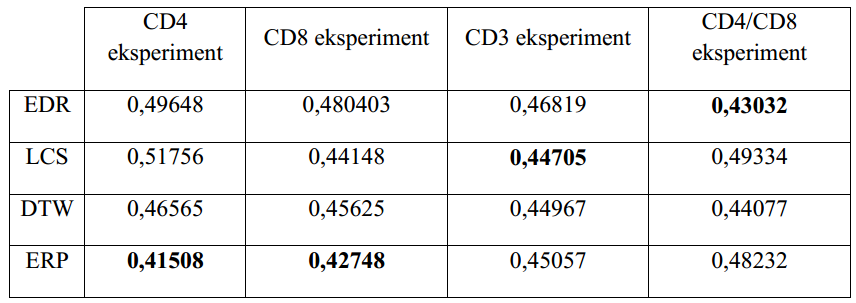 CD4 eksperiment CD8 eksperiment CD3 eksperiment CD4/CD8 eksperiment
EDR 0,49648 0,480403 0,46819 0,43032
LCS 0,51756 0,44148 0,44705 0,49334
DTW 0,46565 0,45625 0,44967 0,44077
ERP 0,41508 0,42748 0,45057 0,48232